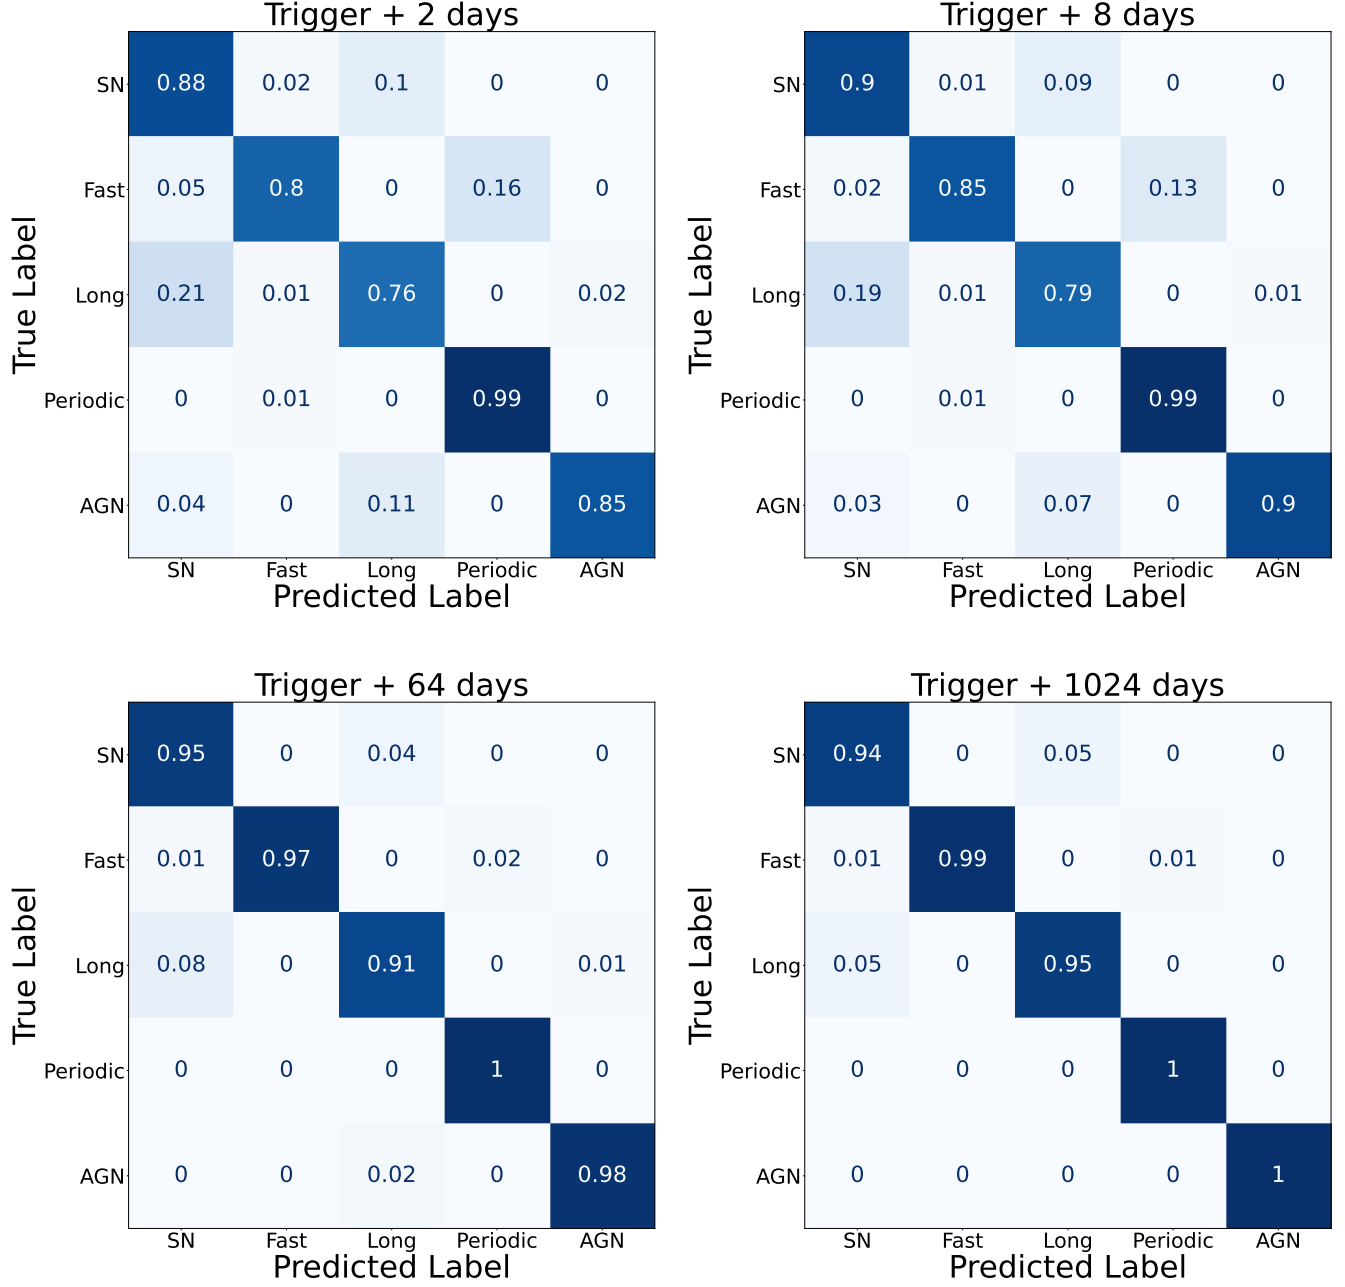 Trigger + 2 days
True Label
SN 0.88 0.02 0.1 0 0
Fast 0.05 0.8 0 0.16 0
Long 0.21 0.01 0.76 0 0.02
Periodic 0 0.01 0 0.99 0
AGN 0.04 0 0.11 0 0.85
SN Fast Long Periodic AGN
Predicted Label
Trigger + 8 days
True Label
SN 0.9 0.01 0.09 0 0
Fast 0.02 0.85 0 0.13 0
Long 0.19 0.01 0.79 0 0.01
Periodic 0 0.01 0 0.99 0
AGN 0.03 0 0.07 0 0.9
SN Fast Long Periodic AGN
Predicted Label
Trigger + 64 days
True Label
SN 0.95 0 0.04 0 0
Fast 0.01 0.97 0 0.02 0
Long 0.08 0 0.91 0 0.01
Periodic 0 0 0 1 0
AGN 0 0 0.02 0 0.98
SN Fast Long Periodic AGN
Predicted Label
Trigger + 1024 days
True Label
SN 0.94 0 0.05 0 0
Fast 0.01 0.99 0 0.01 0
Long 0.05 0 0.95 0 0
Periodic 0 0 0 1 0
AGN 0 0 0 0 1
SN Fast Long Periodic AGN
Predicted Label